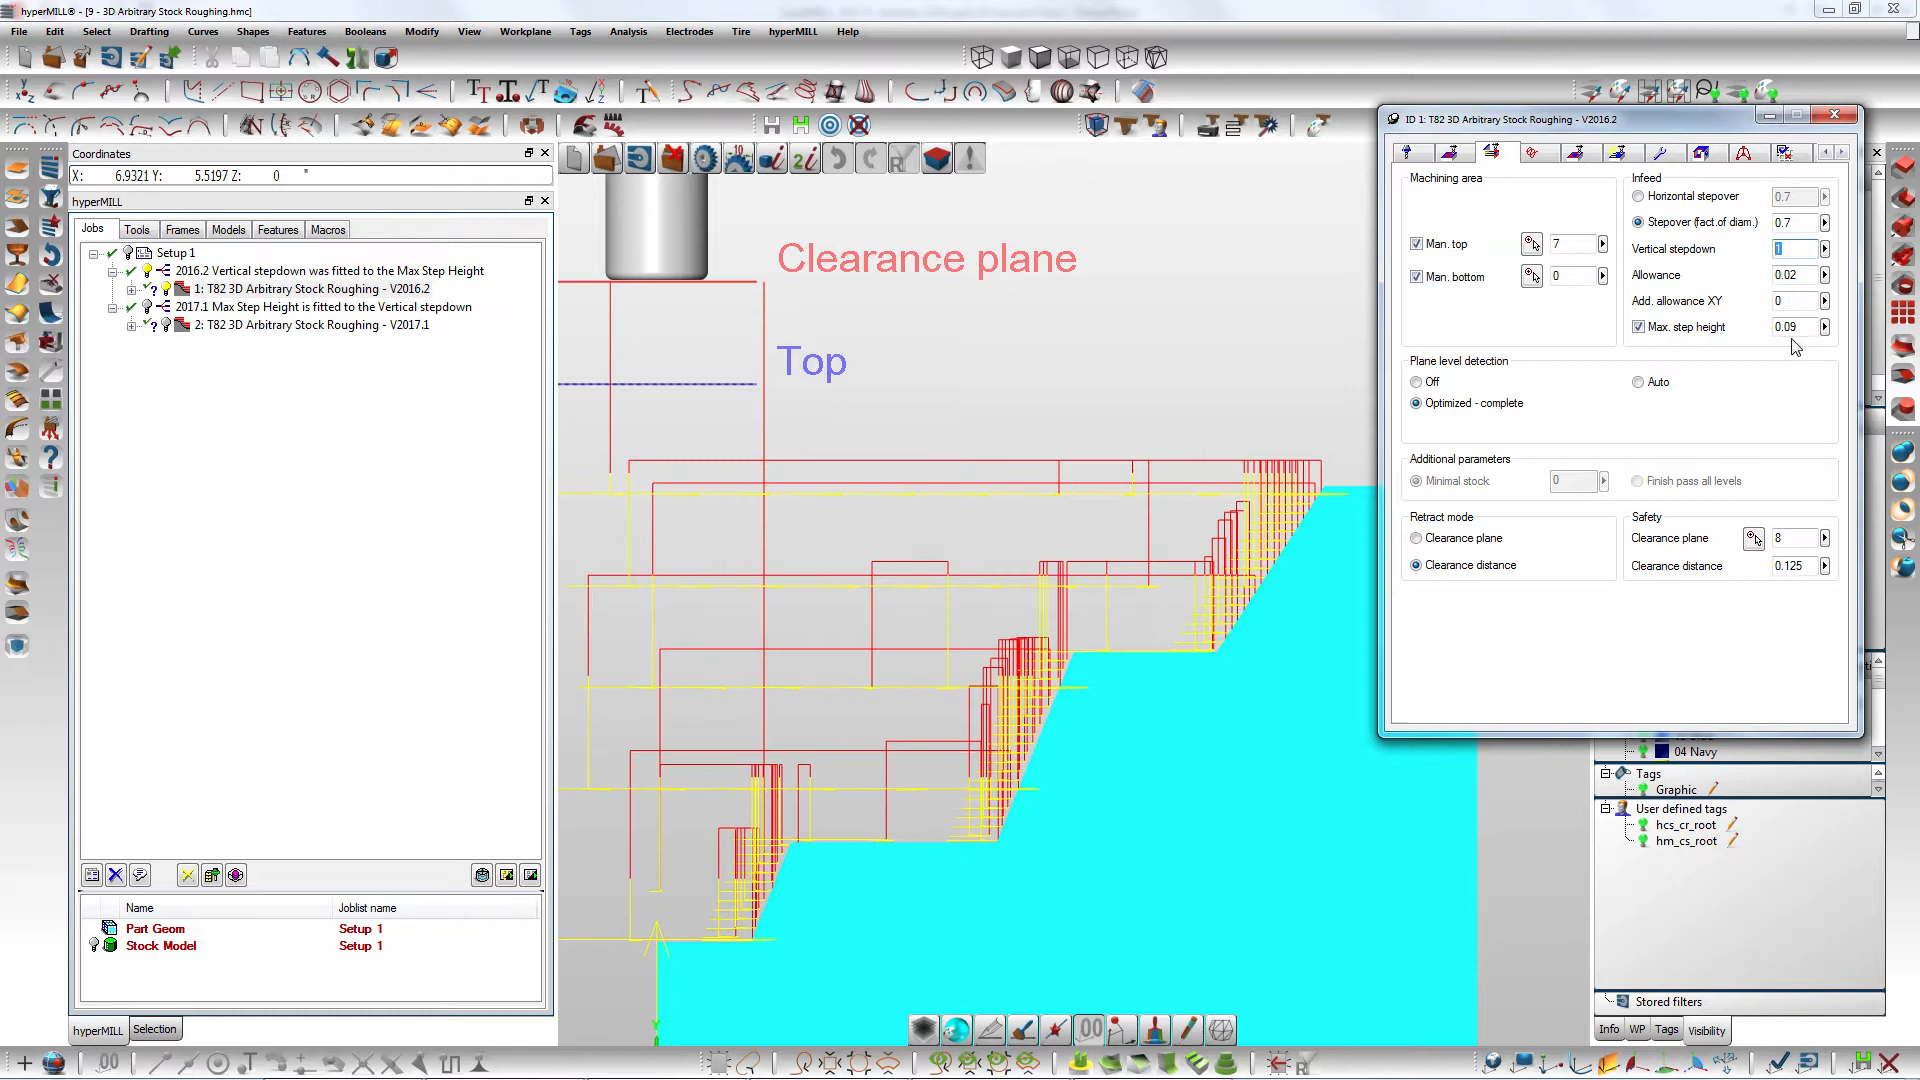 hyperMILL® - [9 - 3D Arbitrary Stock Roughing.hmc]
File Edit Select Drafting Curves Shapes Features Booleans Modify View Workplane Tags Analysis Electrodes Tire hyperMILL Help
Coordinates
X: 6.9321 Y: 5.5197 Z: 0 "
hyperMILL
Jobs Tools Frames Models Features Macros
Setup 1
2016.2 Vertical stepdown was fitted to the Max Step Height
1: T82 3D Arbitrary Stock Roughing - V2016.2
2017.1 Max Step Height is fitted to the Vertical stepdown
2: T82 3D Arbitrary Stock Roughing - V2017.1
Name Joblist name
Part Geom Setup 1
Stock Model Setup 1
hyperMILL Selection
Clearance plane
Top
ID 1: T82 3D Arbitrary Stock Roughing - V2016.2
Machining area
Man. top 7
Man. bottom 0
Infeed
Horizontal stepover 0.7
Stepover (fact.of diam.) 0.7
Vertical stepdown 1
Allowance 0.02
Add. allowance XY 0
Max. step height 0.09
Plane level detection
Off Auto
Optimized - complete
Additional parameters
Minimal stock 0 Finish pass all levels
Retract mode
Clearance plane
Clearance distance
Safety
Clearance plane 8
Clearance distance 0.125
04 Navy
Tags
Graphic
User defined tags
hcs_cr_root
hm_cs_root
Stored filters
Info WP Tags Visibility